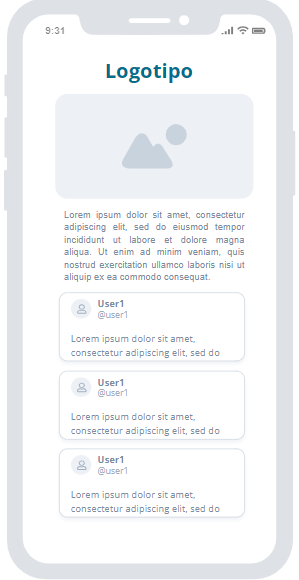 9:31
Logotipo
Lorem ipsum dolor sit amet, consectetur
adipiscing elit, sed do eiusmod tempor
incididunt ut labore et dolore magna
aliqua. Ut enim ad minim veniam, quis
nostrud exercitation ullamco laboris nisi ut
aliquip ex ea commodo consequat.
User1
@user1
Lorem ipsum dolor sit amet,
consectetur adipiscing elit, sed do
User1
@user1
Lorem ipsum dolor sit amet,
consectetur adipiscing elit, sed do
User1
@user1
Lorem ipsum dolor sit amet,
consectetur adipiscing elit, sed do